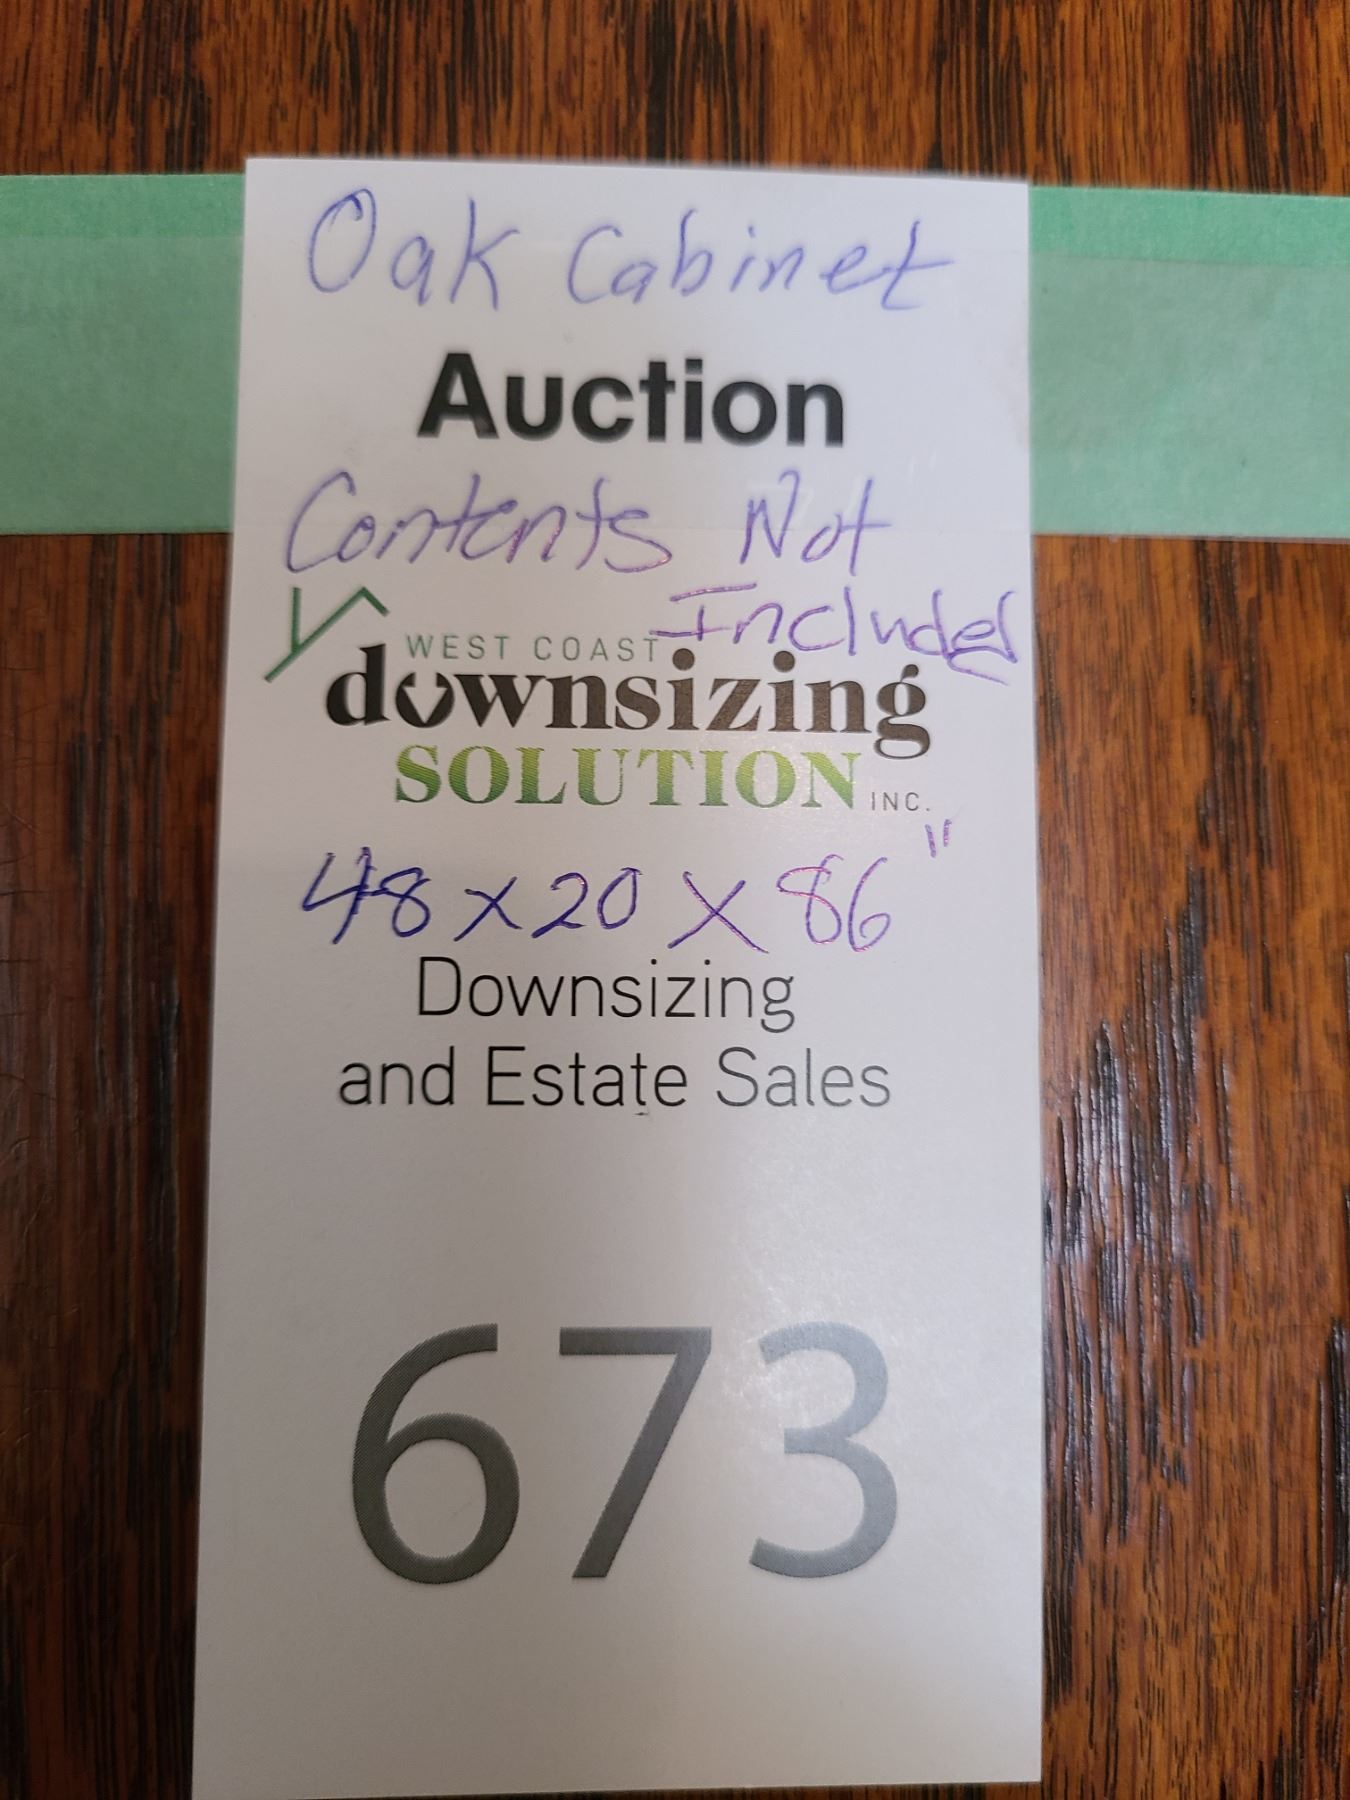 Oak Cabinet
Auction
Contents Not
Included
WEST COAST
downsizing
SOLUTION INC.
48 x 20 x 86"
Downsizing
and Estate Sales
673